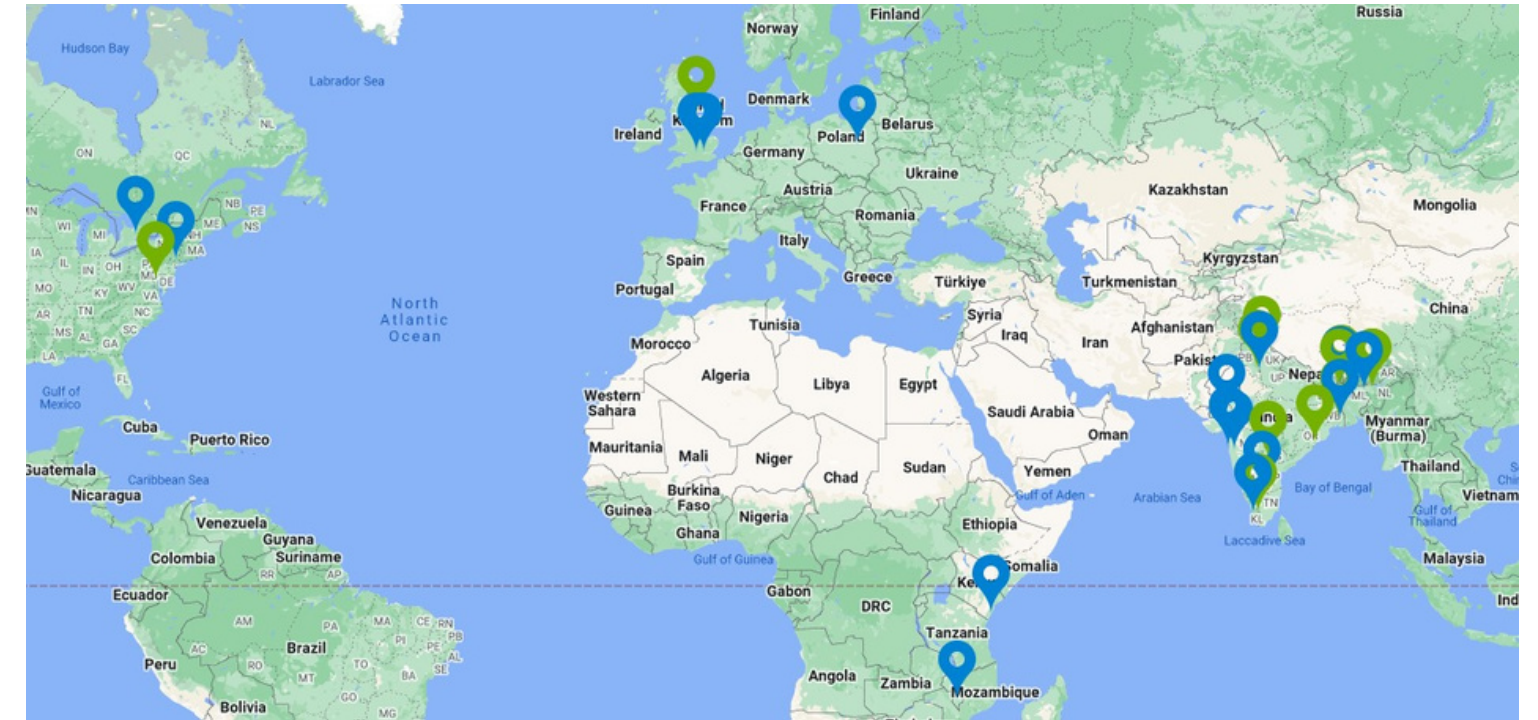 Finland
Russia
Norway
Hudson Bay
Labrador Sea
Denmark
NL
Belarus
Ireland
Poland
ON
QC
Germany
Ukraine
Austria
Kazakhstan
France
Mongolia
NB
PE
Romania
WI
ME
NS
MI
Italy
MA
IA
Spain
Kyrgyzstan
IL
IN
OH
Greece
Türkiye
Turkmenistan
DE
MO
KY
WV
Portugal
VA
North
Atlantic
Ocean
China
TN
NC
AR
Syria
Tunisia
Afghanistan
SC
MS
AL
Iraq
GA
Morocco
Iran
LA
PB
UK
Algeria
UP
AR
FL
Libya
Egypt
Gulf of
Mexico
ML
NL
Western
Sahara
Saudi Arabia
Myanmar
(Burma)
Cuba
Oman
Puerto Rico
Mauritania
Mali
Niger
Chad
Sudan
Thailand
Guatemala
Yemen
Caribbean Sea
Bay of Bengal
Nicaragua
Burkina
Faso
Gulf of Aden
Arabian Sea
Vietnam
TN
Guinea
Nigeria
Gulf of
Thailand
KL
Venezuela
Ethiopia
Ghana
Guyana
Laccadive Sea
Colombia
Suriname
Gulf of Guinea
Malaysia
Somalia
RR
AP
Ecuador
Gabon
DRC
AM
PA
MA
CE
RN
Tanzania
PB
PI
PE
AC
Brazil
AL
Peru
RO
TO
SE
BA
MT
Angola
Zambia
Mozambique
GO
Bolivia
MG